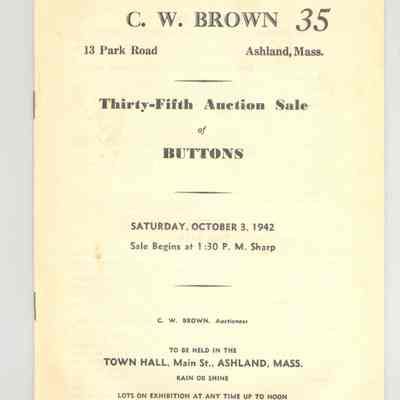 C. W. BROWN 35
13 Park Road Ashland, Mass.
Thirty-Fifth Auction Sale
of
BUTTONS
SATURDAY, OCTOBER 3, 1942
Sale Begins at 1:30 P. M. Sharp
C. W. BROWN, Auctioneer
TO BE HELD IN THE
TOWN HALL, Main St., ASHLAND, MASS.
RAIN OR SHINE
LOTS ON EXHIBITION AT ANY TIME UP TO NOON